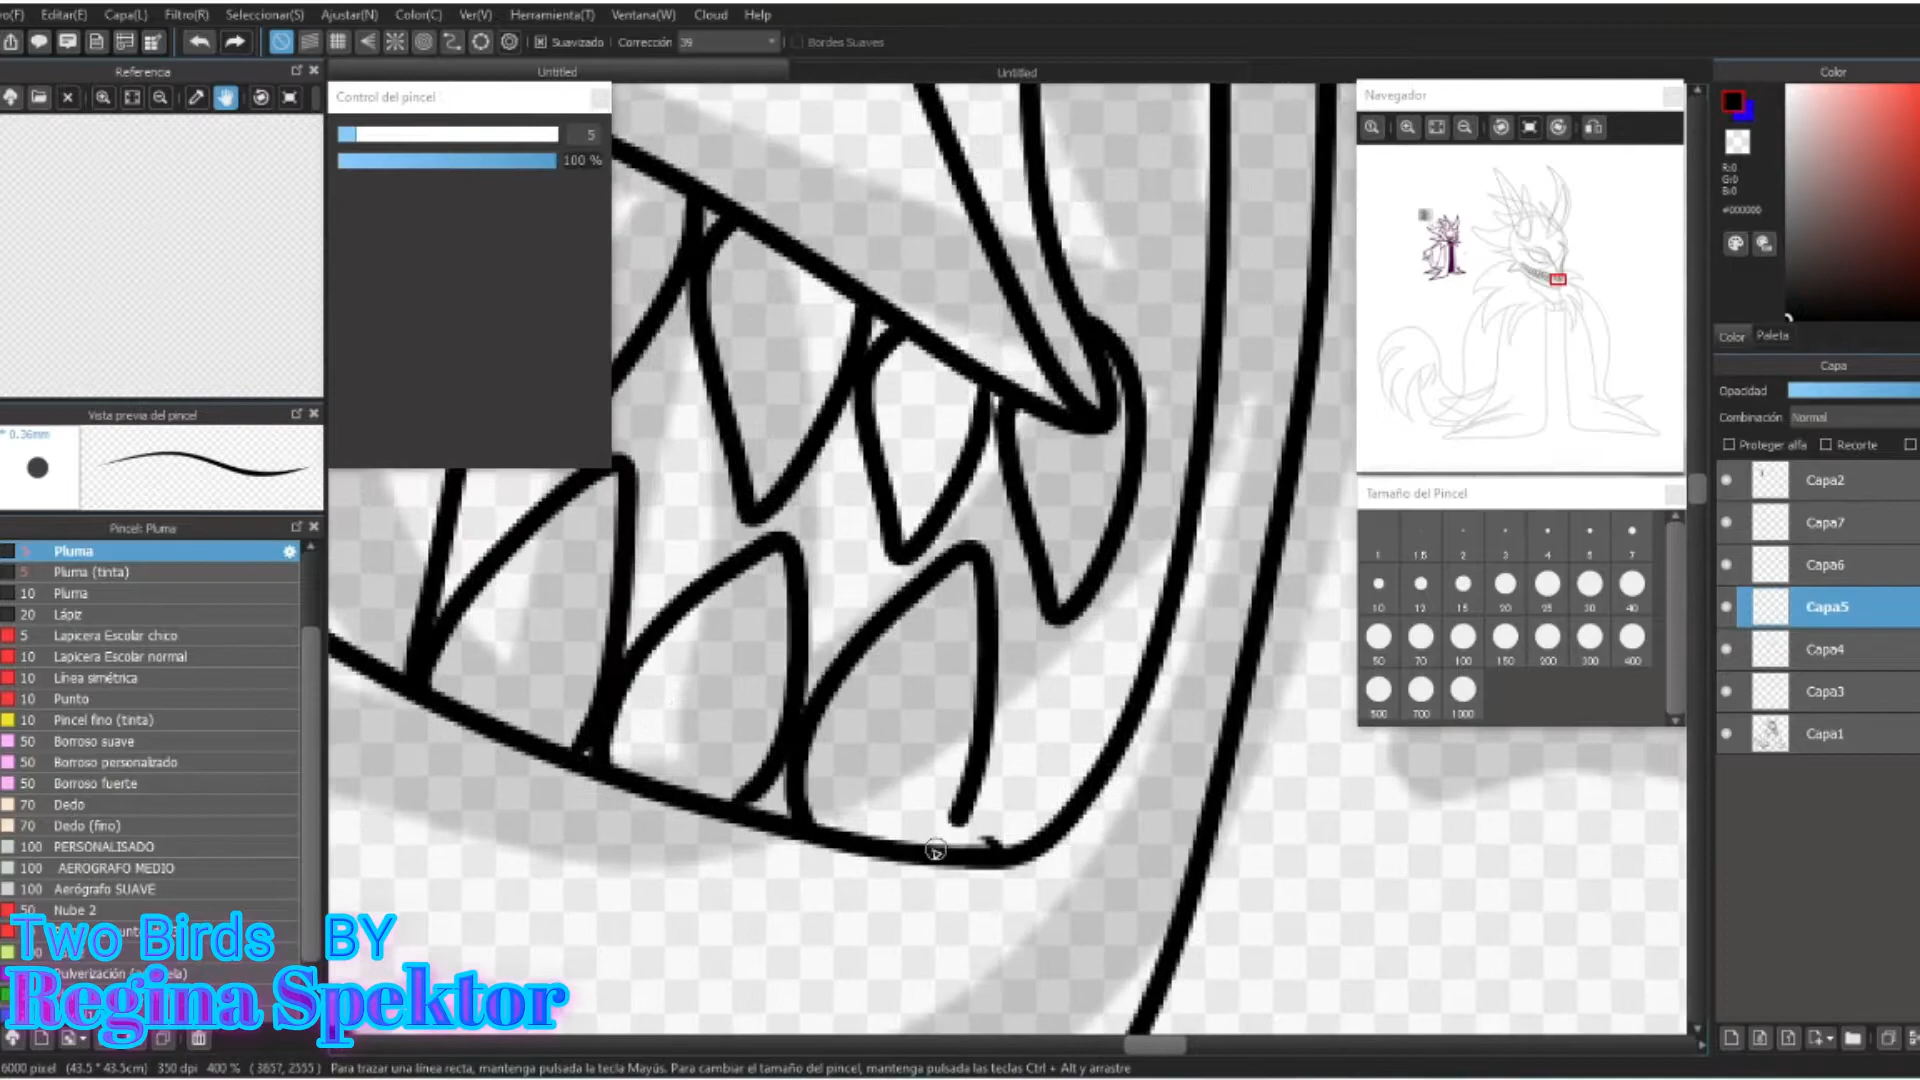 Editar(E) Capa(L) Filtro(R) Seleccionar(S) Ajustar(N) Color(C) Ver(V) Herramienta(T) Ventana(W) Cloud Help
Suavizado Corrección 39 Bordes Suaves
Referencia
Untitled
Untitled
Control del pincel
5
100 %
Navegador
Color
R:0
G:0
B:0
#000000
Color Paleta
Capa
Opacidad
Combinación Normal
Proteger alfa Recorte
Capa2
Capa7
Capa6
Capa5
Capa4
Capa3
Capa1
Tamaño del Pincel
1 1.5 2 3 4 5 7
10 12 15 20 25 30 40
50 70 100 150 200 300 400
500 700 1000
Vista previa del pincel
* 0.36mm
Pincel: Pluma
Pluma
5 Pluma (tinta)
10 Pluma
20 Lápiz
5 Lapicera Escolar chico
10 Lapicera Escolar normal
10 Línea simétrica
10 Punto
10 Pincel fino (tinta)
50 Borroso suave
50 Borroso personalizado
50 Borroso fuerte
70 Dedo
70 Dedo (fino)
100 PERSONALISADO
100 AEROGRAFO MEDIO
100 Aerógrafo SUAVE
50 Nube 2
Two Birds BY
Regina Spektor
6000 pixel (43.5 * 43.5cm) 350 dpi 400 % ( 3657, 2555 ) Para trazar una línea recta, mantenga pulsada la tecla Mayús. Para cambiar el tamaño del pincel, mantenga pulsadas las teclas Ctrl + Alt y arrastre